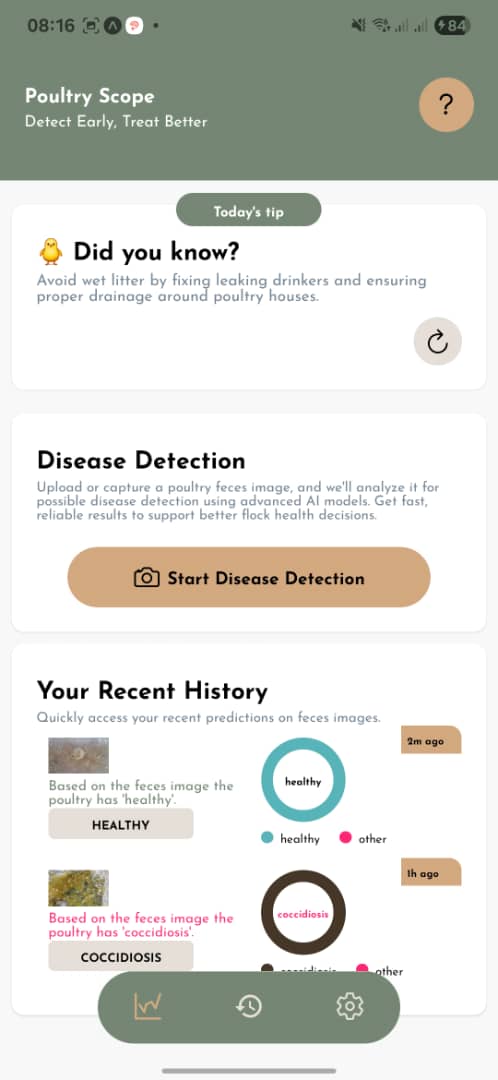 08:16
84
Poultry Scope
Detect Early, Treat Better
?
Today's tip
🐥 Did you know?
Avoid wet litter by fixing leaking drinkers and ensuring
proper drainage around poultry houses.
Disease Detection
Upload or capture a poultry feces image, and we'll analyze it for
possible disease detection using advanced AI models. Get fast,
reliable results to support better flock health decisions.
Start Disease Detection
Your Recent History
Quickly access your recent predictions on feces images.
2m ago
Based on the feces image the
poultry has 'healthy'.
HEALTHY
healthy
healthy other
1h ago
Based on the feces image the
poultry has 'coccidiosis'.
COCCIDIOSIS
coccidiosis
coccidiosis other